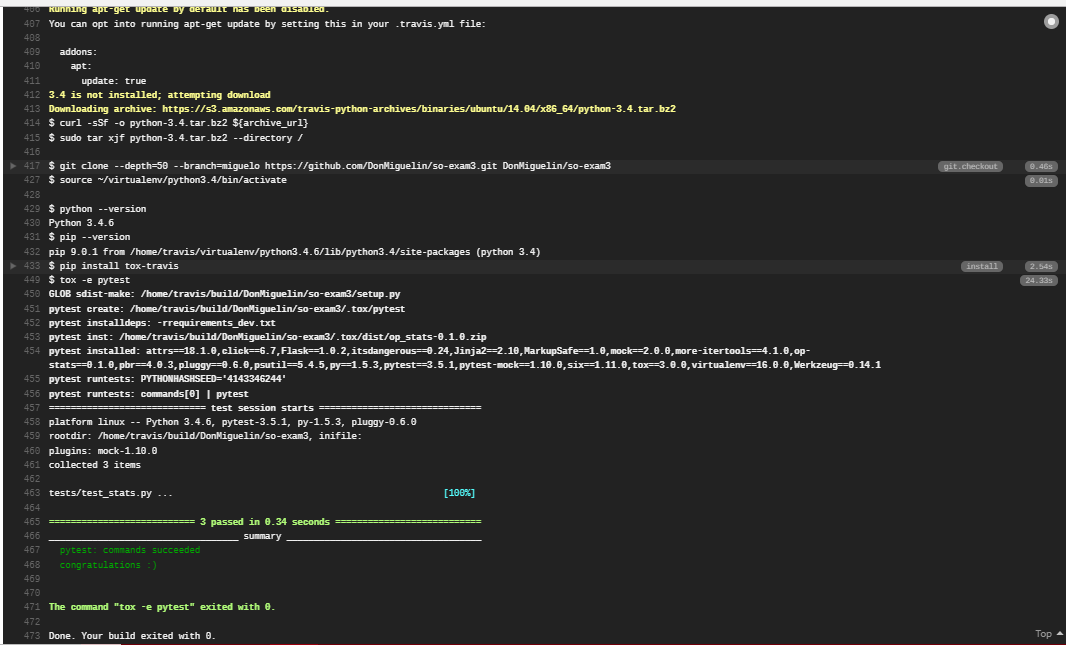 406 Running apt-get update by default has been disabled.
407 You can opt into running apt-get update by setting this in your .travis.yml file:
408
409 addons:
410 apt:
411 update: true
412 3.4 is not installed; attempting download
413 Downloading archive: https://s3.amazonaws.com/travis-python-archives/binaries/ubuntu/14.04/x86_64/python-3.4.tar.bz2
414 $ curl -sSf -o python-3.4.tar.bz2 ${archive_url}
415 $ sudo tar xjf python-3.4.tar.bz2 --directory /
416
417 $ git clone --depth=50 --branch=miguelo https://github.com/DonMiguelin/so-exam3.git DonMiguelin/so-exam3 git.checkout 0.46s
427 $ source ~/virtualenv/python3.4/bin/activate 0.01s
428
429 $ python --version
430 Python 3.4.6
431 $ pip --version
432 pip 9.0.1 from /home/travis/virtualenv/python3.4.6/lib/python3.4/site-packages (python 3.4)
433 $ pip install tox-travis install 2.54s
449 $ tox -e pytest 24.33s
450 GLOB sdist-make: /home/travis/build/DonMiguelin/so-exam3/setup.py
451 pytest create: /home/travis/build/DonMiguelin/so-exam3/.tox/pytest
452 pytest installdeps: -rrequirements_dev.txt
453 pytest inst: /home/travis/build/DonMiguelin/so-exam3/.tox/dist/op_stats-0.1.0.zip
454 pytest installed: attrs==18.1.0,click==6.7,Flask==1.0.2,itsdangerous==0.24,Jinja2==2.10,MarkupSafe==1.0,mock==2.0.0,more-itertools==4.1.0,op-
stats==0.1.0,pbr==4.0.3,pluggy==0.6.0,psutil==5.4.5,py==1.5.3,pytest==3.5.1,pytest-mock==1.10.0,six==1.11.0,tox==3.0.0,virtualenv==16.0.0,Werkzeug==0.14.1
455 pytest runtests: PYTHONHASHSEED='4143346244'
456 pytest runtests: commands[0] | pytest
457 ============================= test session starts ==============================
458 platform linux -- Python 3.4.6, pytest-3.5.1, py-1.5.3, pluggy-0.6.0
459 rootdir: /home/travis/build/DonMiguelin/so-exam3, inifile:
460 plugins: mock-1.10.0
461 collected 3 items
462
463 tests/test_stats.py ... [100%]
464
465 =========================== 3 passed in 0.34 seconds ===========================
466 ___________________________________ summary ____________________________________
467 pytest: commands succeeded
468 congratulations :)
469
470
471 The command "tox -e pytest" exited with 0.
472
473 Done. Your build exited with 0.
Top